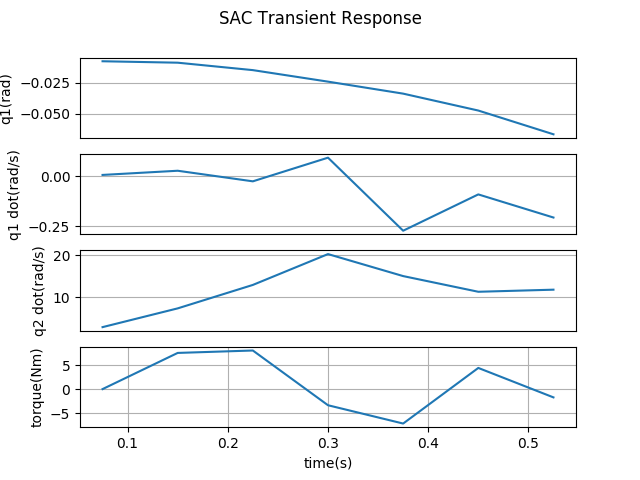 SAC Transient Response
q1(rad)
−0.025
−0.050
q1 dot(rad/s)
0.00
−0.25
q2 dot(rad/s)
20
10
torque(Nm)
5
0
−5
0.1 0.2 0.3 0.4 0.5
time(s)